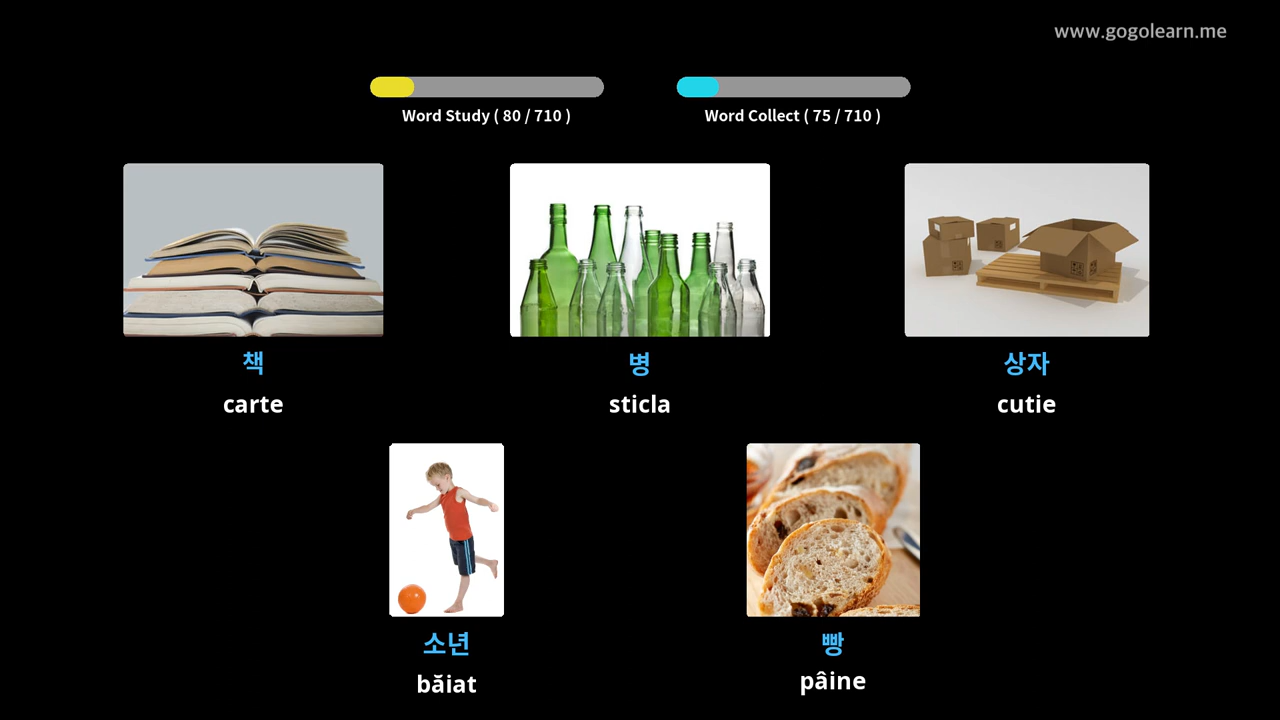 www.gogolearn.me
Word Study ( 80 / 710 )
Word Collect ( 75 / 710 )
책
병
상자
carte
sticla
cutie
소년
빵
băiat
pâine